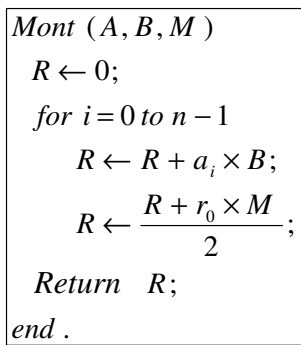 Mont (A, B, M)
R ← 0;
for i = 0 to n − 1
R ← R + a_i × B;
R ← (R + r_0 × M) / 2;
Return R;
end .